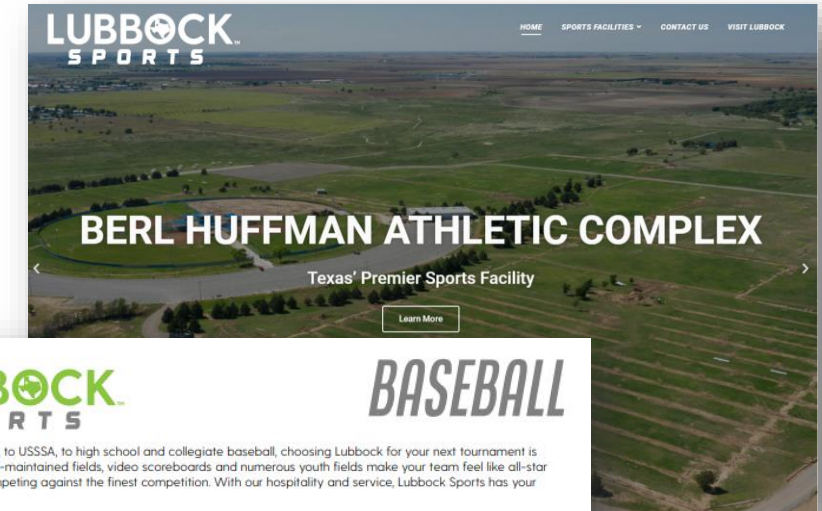 LUBBOCK™
SPORTS
HOME SPORTS FACILITIES CONTACT US VISIT LUBBOCK
BERL HUFFMAN ATHLETIC COMPLEX
Texas' Premier Sports Facility
Learn More
BOCK™
RTS
BASEBALL
, to USSSA, to high school and collegiate baseball, choosing Lubbock for your next tournament is
-maintained fields, video scoreboards and numerous youth fields make your team feel like all-star
peting against the finest competition. With our hospitality and service, Lubbock Sports has your